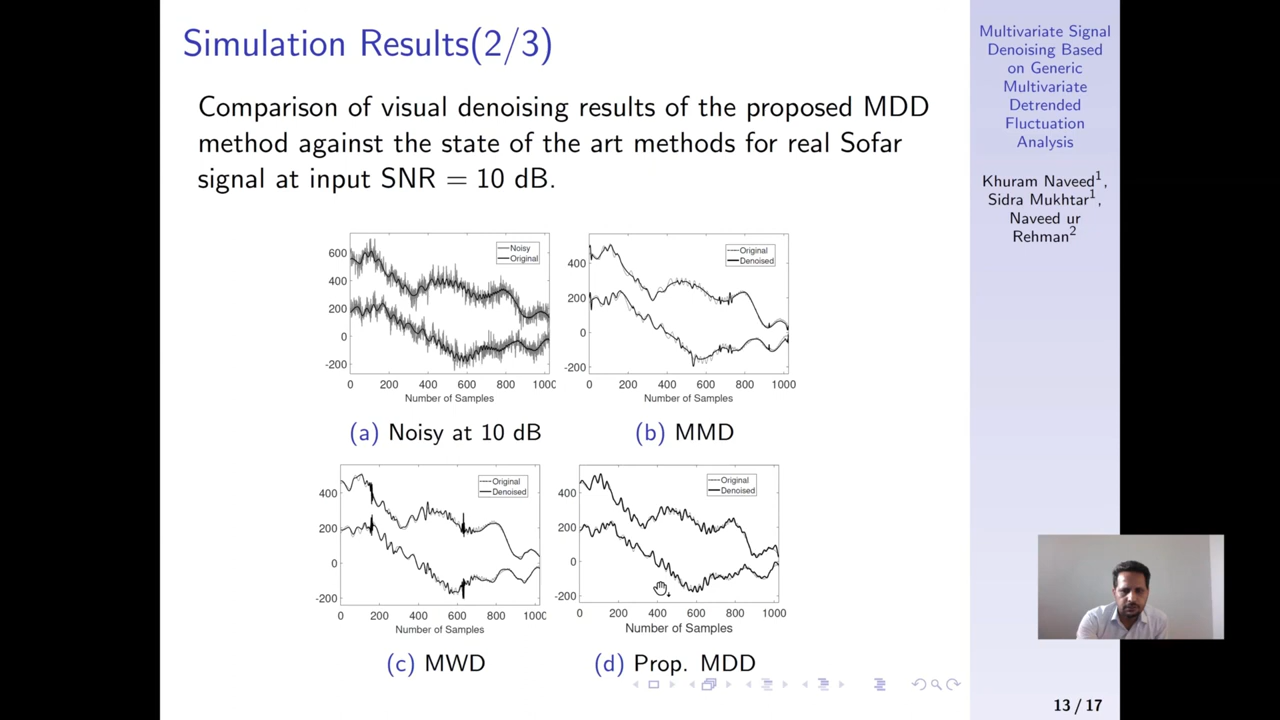 Simulation Results(2/3)
Comparison of visual denoising results of the proposed MDD
method against the state of the art methods for real Sofar
signal at input SNR = 10 dB.
600
400
200
0
-200
0 200 400 600 800 1000
Number of Samples
Noisy
Original
(a) Noisy at 10 dB
400
200
0
-200
0 200 400 600 800 1000
Number of Samples
Original
Denoised
(b) MMD
400
200
0
-200
0 200 400 600 800 1000
Number of Samples
Original
Denoised
(c) MWD
400
200
0
-200
0 200 400 600 800 1000
Number of Samples
Original
Denoised
(d) Prop. MDD
Multivariate Signal
Denoising Based
on Generic
Multivariate
Detrended
Fluctuation
Analysis
Khuram Naveed1,
Sidra Mukhtar1,
Naveed ur
Rehman2
13 / 17